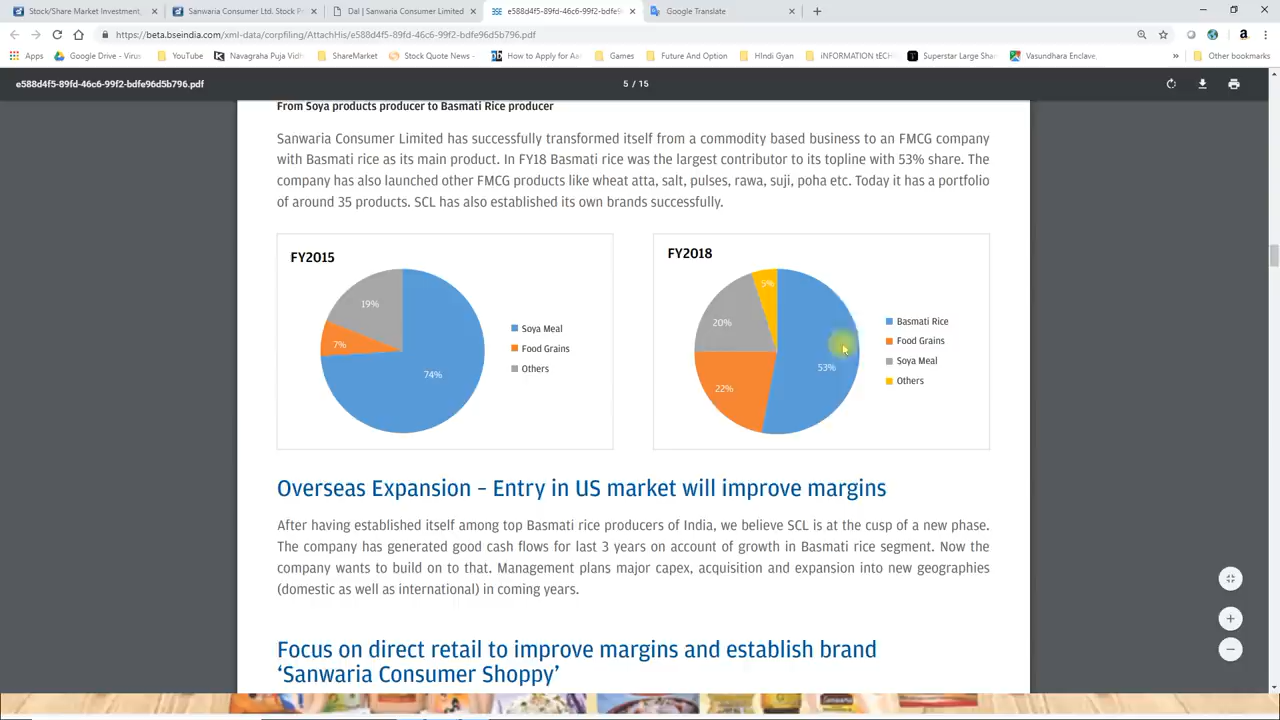 Stock/Share Market Investment,
Sanwaria Consumer Ltd. Stock P
Dal | Sanwaria Consumer Limited
e588d4f5-89fd-46c6-99f2-bdfe96
Google Translate
https://beta.bseindia.com/xml-data/corpfiling/AttachHis/e588d4f5-89fd-46c6-99f2-bdfe96d5b796.pdf
Apps
Google Drive - Virus
YouTube
Navagraha Puja Vidh
ShareMarket
Stock Quote News -
How to Apply for Aa
Games
Future And Option
HIndi Gyan
iNFORMATION tECH
Superstar Large Shar
Vasundhara Enclave,
»
Other bookmarks
e588d4f5-89fd-46c6-99f2-bdfe96d5b796.pdf
5 / 15
From Soya products producer to Basmati Rice producer
Sanwaria Consumer Limited has successfully transformed itself from a commodity based business to an FMCG company
with Basmati rice as its main product. In FY18 Basmati rice was the largest contributor to its topline with 53% share. The
company has also launched other FMCG products like wheat atta, salt, pulses, rawa, suji, poha etc. Today it has a portfolio
of around 35 products. SCL has also established its own brands successfully.
FY2015
19%
7%
74%
Soya Meal
Food Grains
Others
FY2018
5%
20%
53%
22%
Basmati Rice
Food Grains
Soya Meal
Others
Overseas Expansion – Entry in US market will improve margins
After having established itself among top Basmati rice producers of India, we believe SCL is at the cusp of a new phase.
The company has generated good cash flows for last 3 years on account of growth in Basmati rice segment. Now the
company wants to build on to that. Management plans major capex, acquisition and expansion into new geographies
(domestic as well as international) in coming years.
Focus on direct retail to improve margins and establish brand
‘Sanwaria Consumer Shoppy’